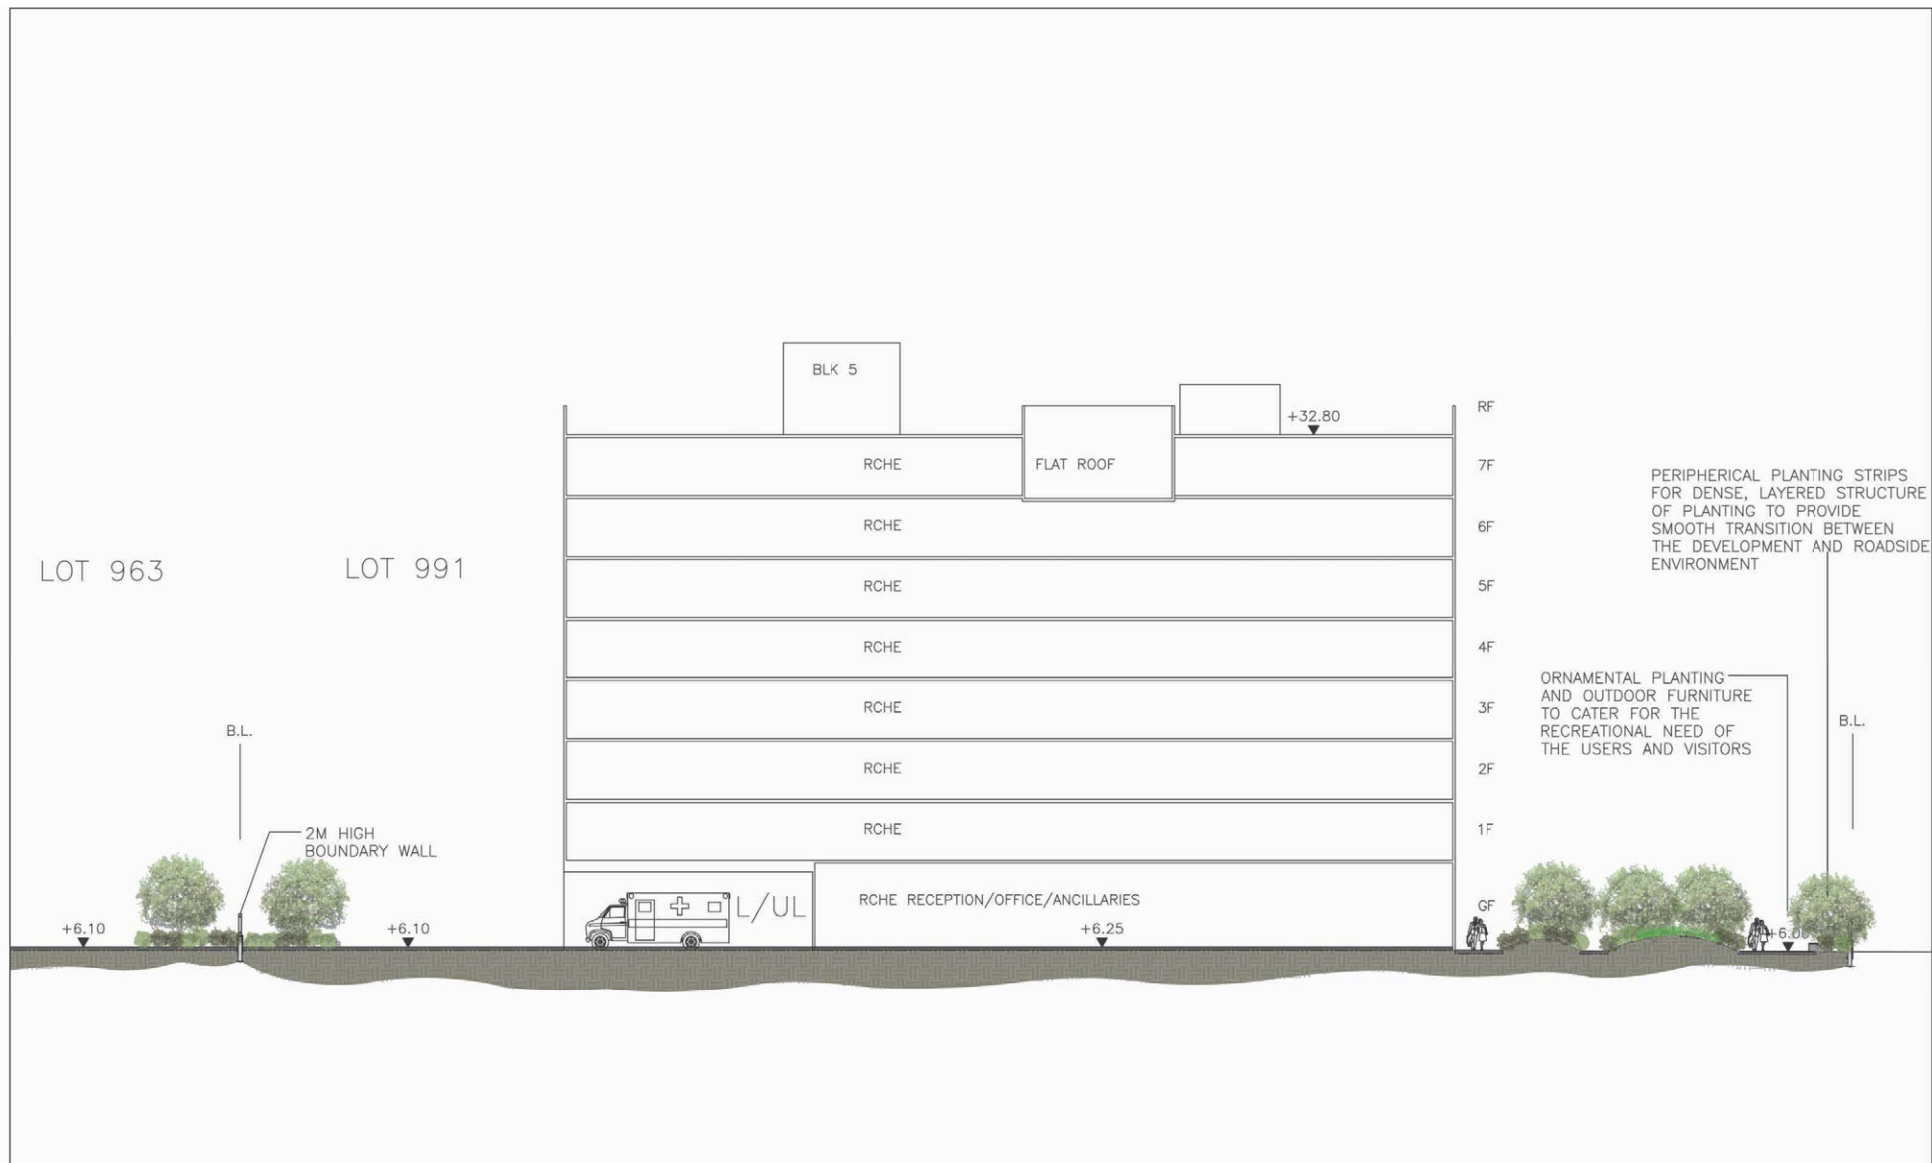 BLK 5
RF
+32.80
RCHE
FLAT ROOF
7F
PERIPHERICAL PLANTING STRIPS
FOR DENSE, LAYERED STRUCTURE
OF PLANTING TO PROVIDE
SMOOTH TRANSITION BETWEEN
THE DEVELOPMENT AND ROADSIDE
ENVIRONMENT
RCHE
6F
LOT 963
LOT 991
RCHE
5F
RCHE
4F
ORNAMENTAL PLANTING
AND OUTDOOR FURNITURE
TO CATER FOR THE
RECREATIONAL NEED OF
THE USERS AND VISITORS
RCHE
3F
B.L.
B.L.
RCHE
2F
2M HIGH
BOUNDARY WALL
RCHE
1F
L/UL
RCHE RECEPTION/OFFICE/ANCILLARIES
GF
+6.10
+6.10
+6.25